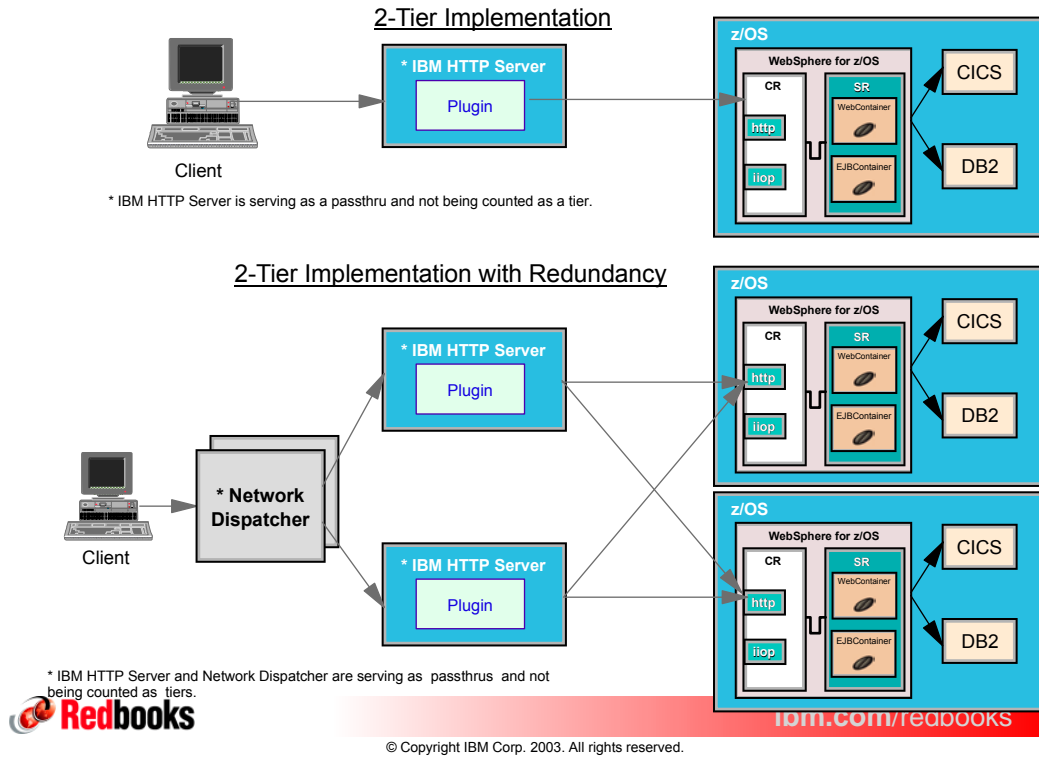 2-Tier Implementation
Client
* IBM HTTP Server
Plugin
z/OS
WebSphere for z/OS
CR
http
iiop
SR
WebContainer
EJBContainer
CICS
DB2
* IBM HTTP Server is serving as a passthru and not being counted as a tier.
2-Tier Implementation with Redundancy
Client
* Network
Dispatcher
* IBM HTTP Server
Plugin
* IBM HTTP Server
Plugin
z/OS
WebSphere for z/OS
CR
http
iiop
SR
WebContainer
EJBContainer
CICS
DB2
z/OS
WebSphere for z/OS
CR
http
iiop
SR
WebContainer
EJBContainer
CICS
DB2
* IBM HTTP Server and Network Dispatcher are serving as passthrus and not
being counted as tiers.
Redbooks
ibm.com/redbooks
© Copyright IBM Corp. 2003. All rights reserved.